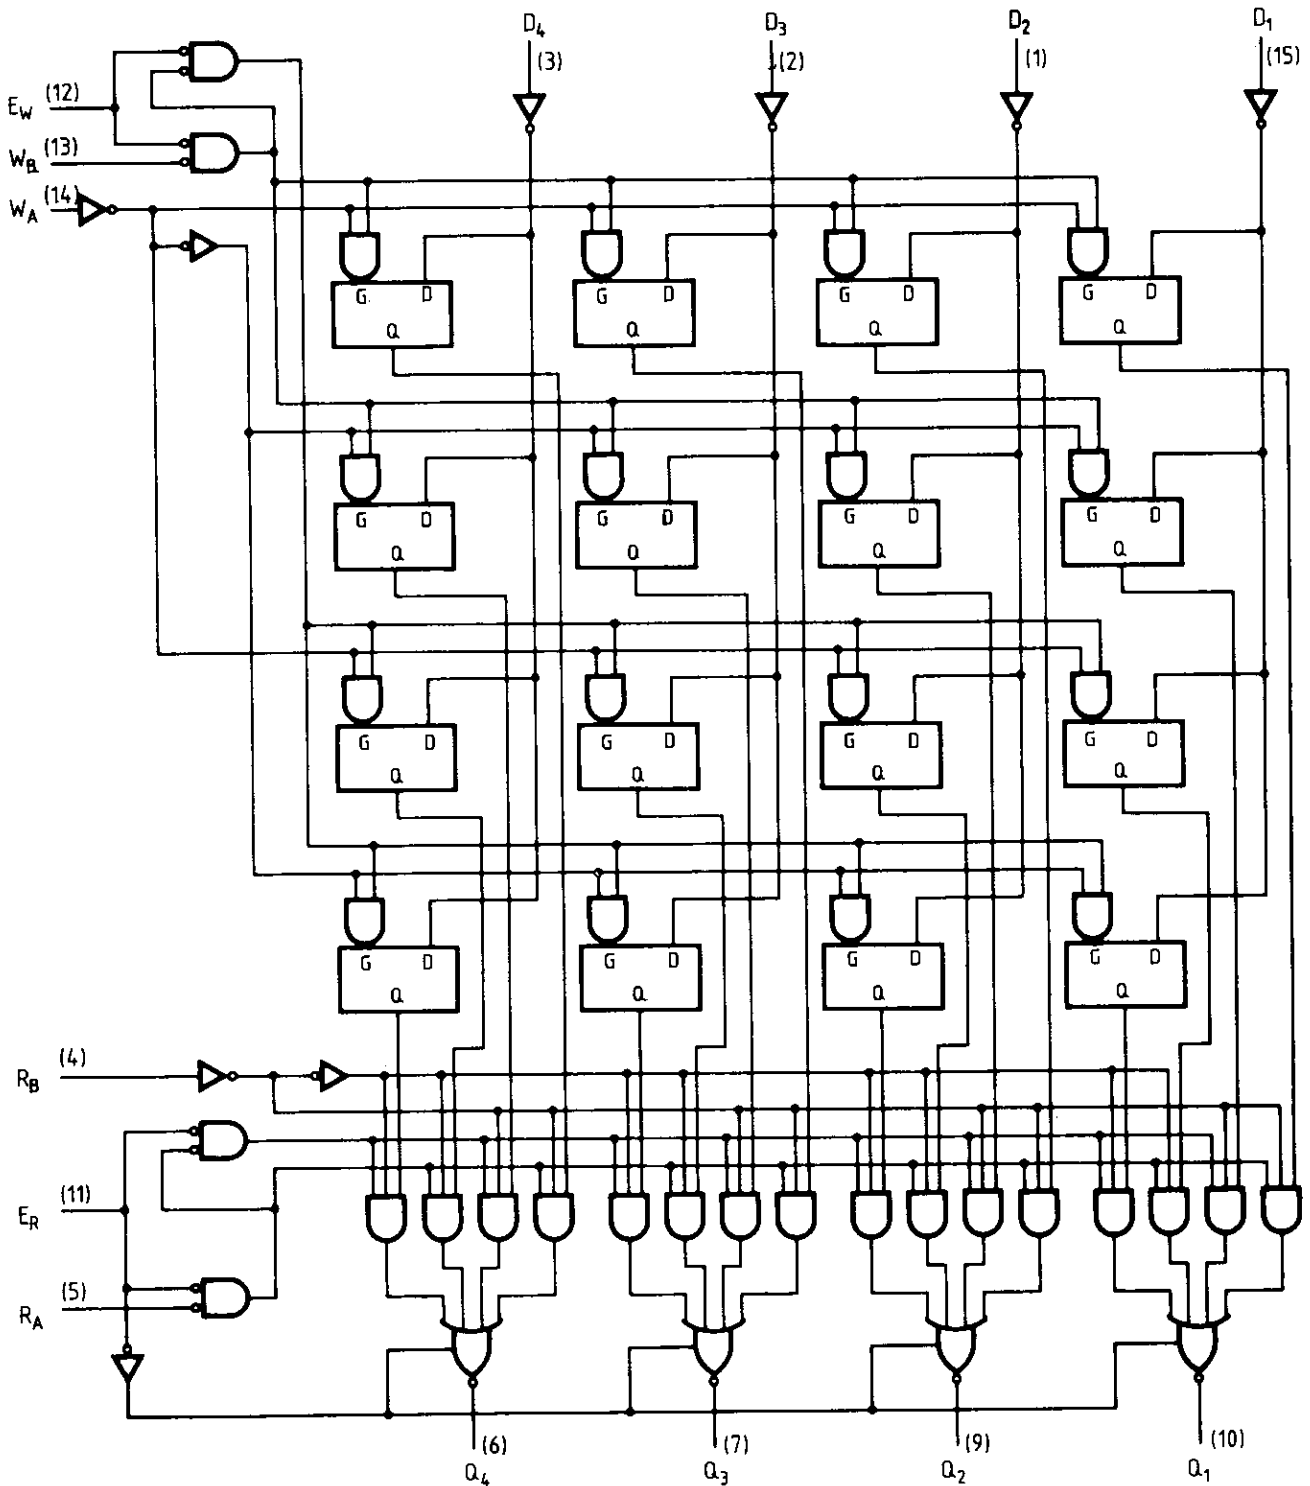 D4 D3 D2 D1
(3) (2) (1) (15)
EW (12)
WB (13)
WA (14)
G D G D G D G D
Q Q Q Q
G D G D G D G D
Q Q Q Q
G D G D G D G D
Q Q Q Q
G D G D G D G D
Q Q Q Q
RB (4)
ER (11)
RA (5)
(6) (7) (9) (10)
Q4 Q3 Q2 Q1